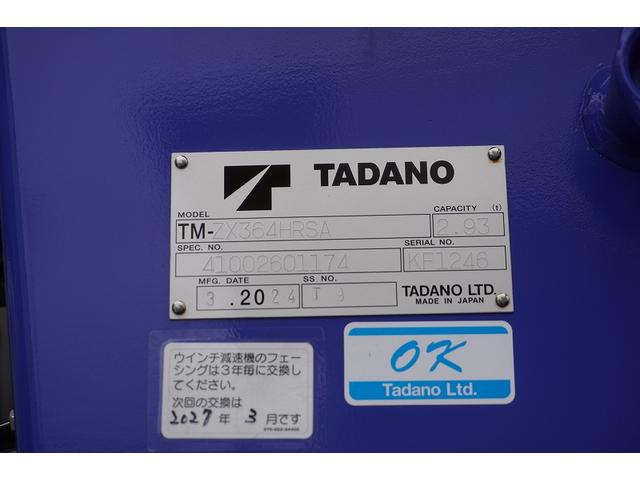 TADANO
MODEL
CAPACITY (t)
TM-ZX364HRSA
2.93
SPEC. NO.
SERIAL NO.
41002601174
KF1246
MFG. DATE
SS NO.
3 .2024
TADANO LTD.
MADE IN JAPAN
ウインチ減速機のフェー
シングは3年毎に交換し
てください。
次回の交換は
2027 年 3 月です
OK
Tadano Ltd.